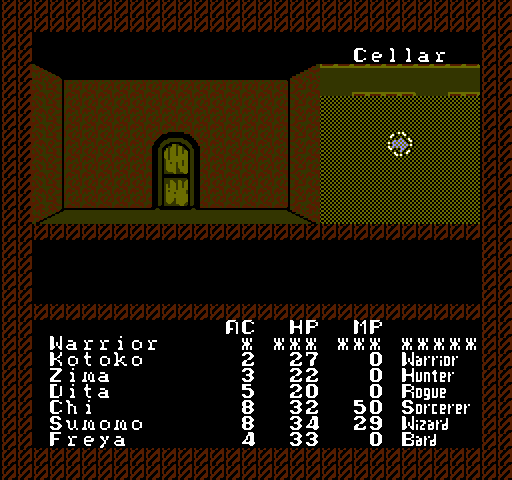 Cellar
AC HP MP
Warrior * *** *** *****
Kotoko 2 27 0 Warrior
Zima 3 22 0 Hunter
Dita 5 20 0 Rogue
Chi 8 32 50 Sorcerer
Sumomo 8 34 29 Wizard
Freya 4 33 0 Bard